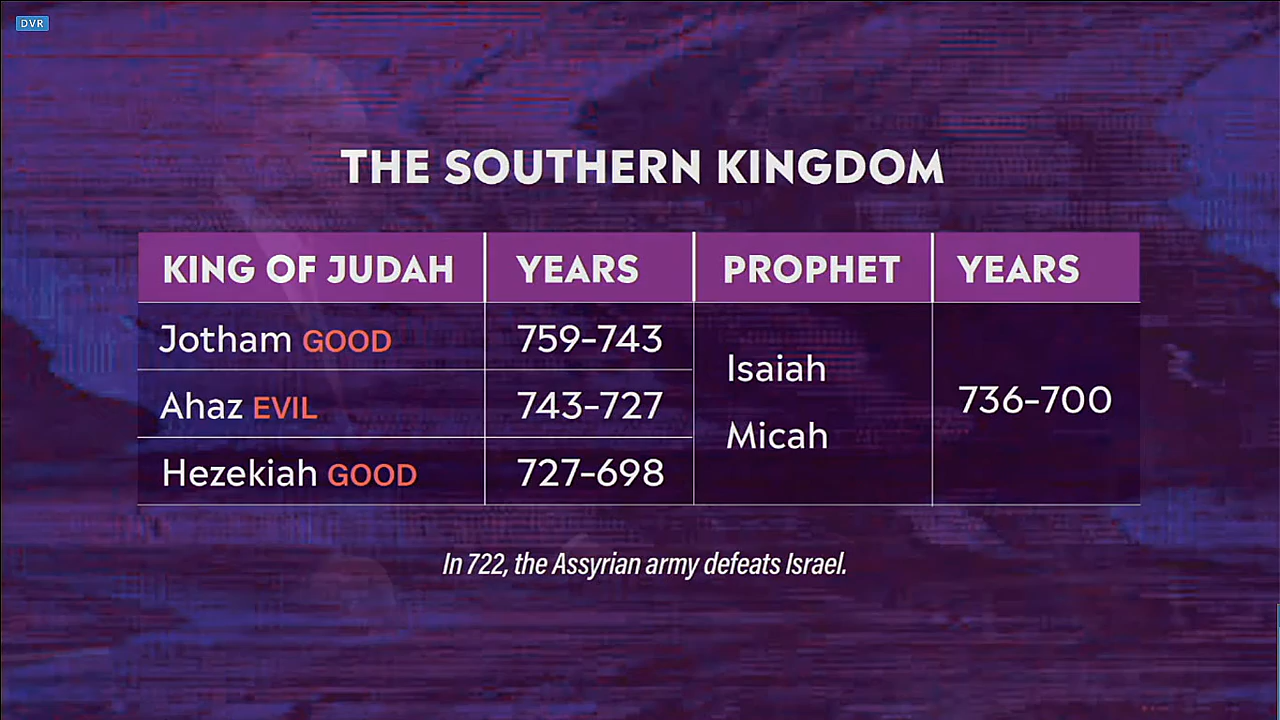 DVR
THE SOUTHERN KINGDOM
KING OF JUDAH YEARS PROPHET YEARS
Jotham GOOD 759-743
Isaiah
Ahaz EVIL 743-727
736-700
Micah
Hezekiah GOOD 727-698
In 722, the Assyrian army defeats Israel.